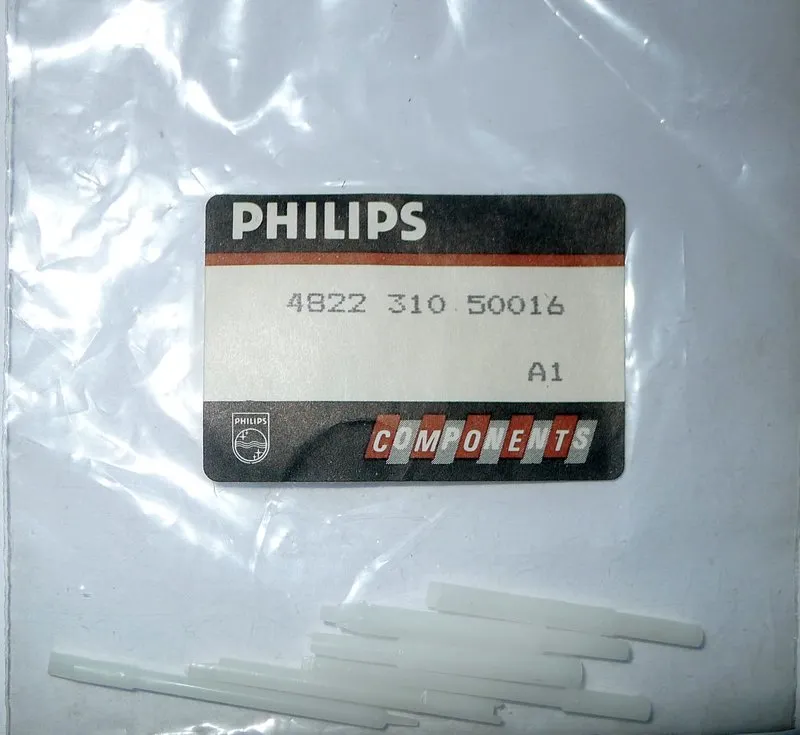 PHILIPS
4822 310 50016
A1
PHILIPS
COMPONENTS